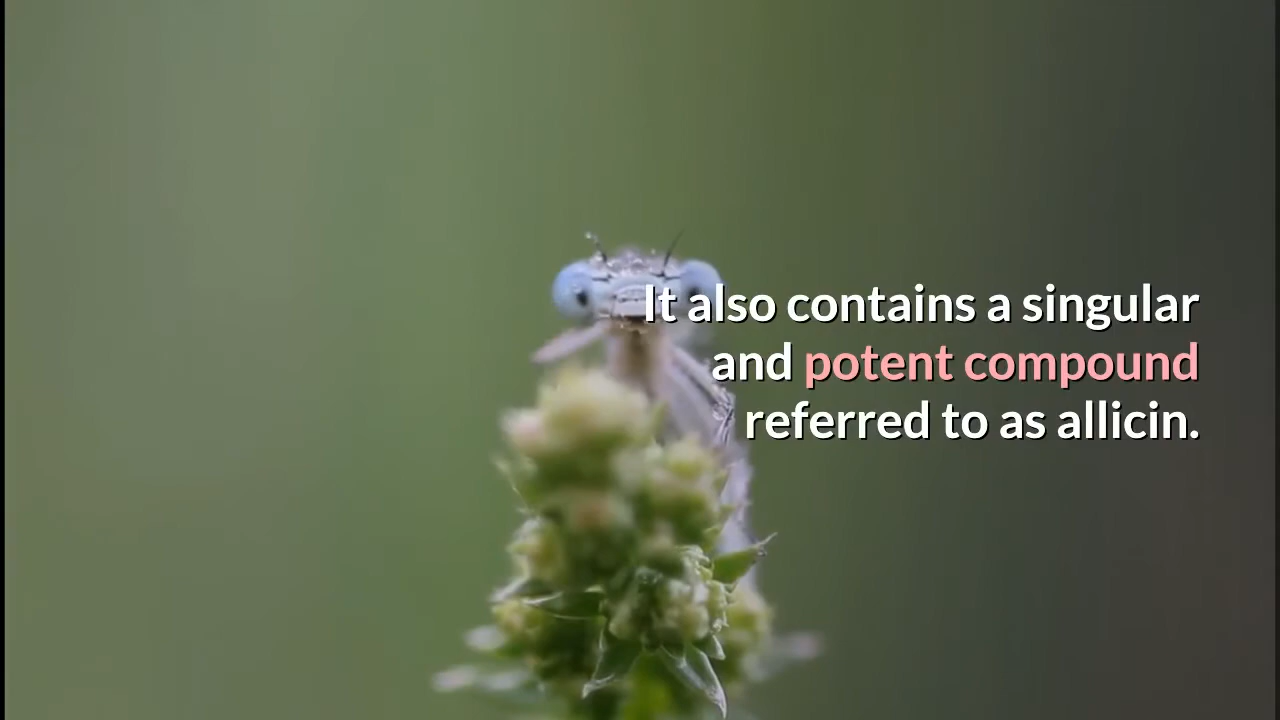 It also contains a singular
and potent compound
referred to as allicin.